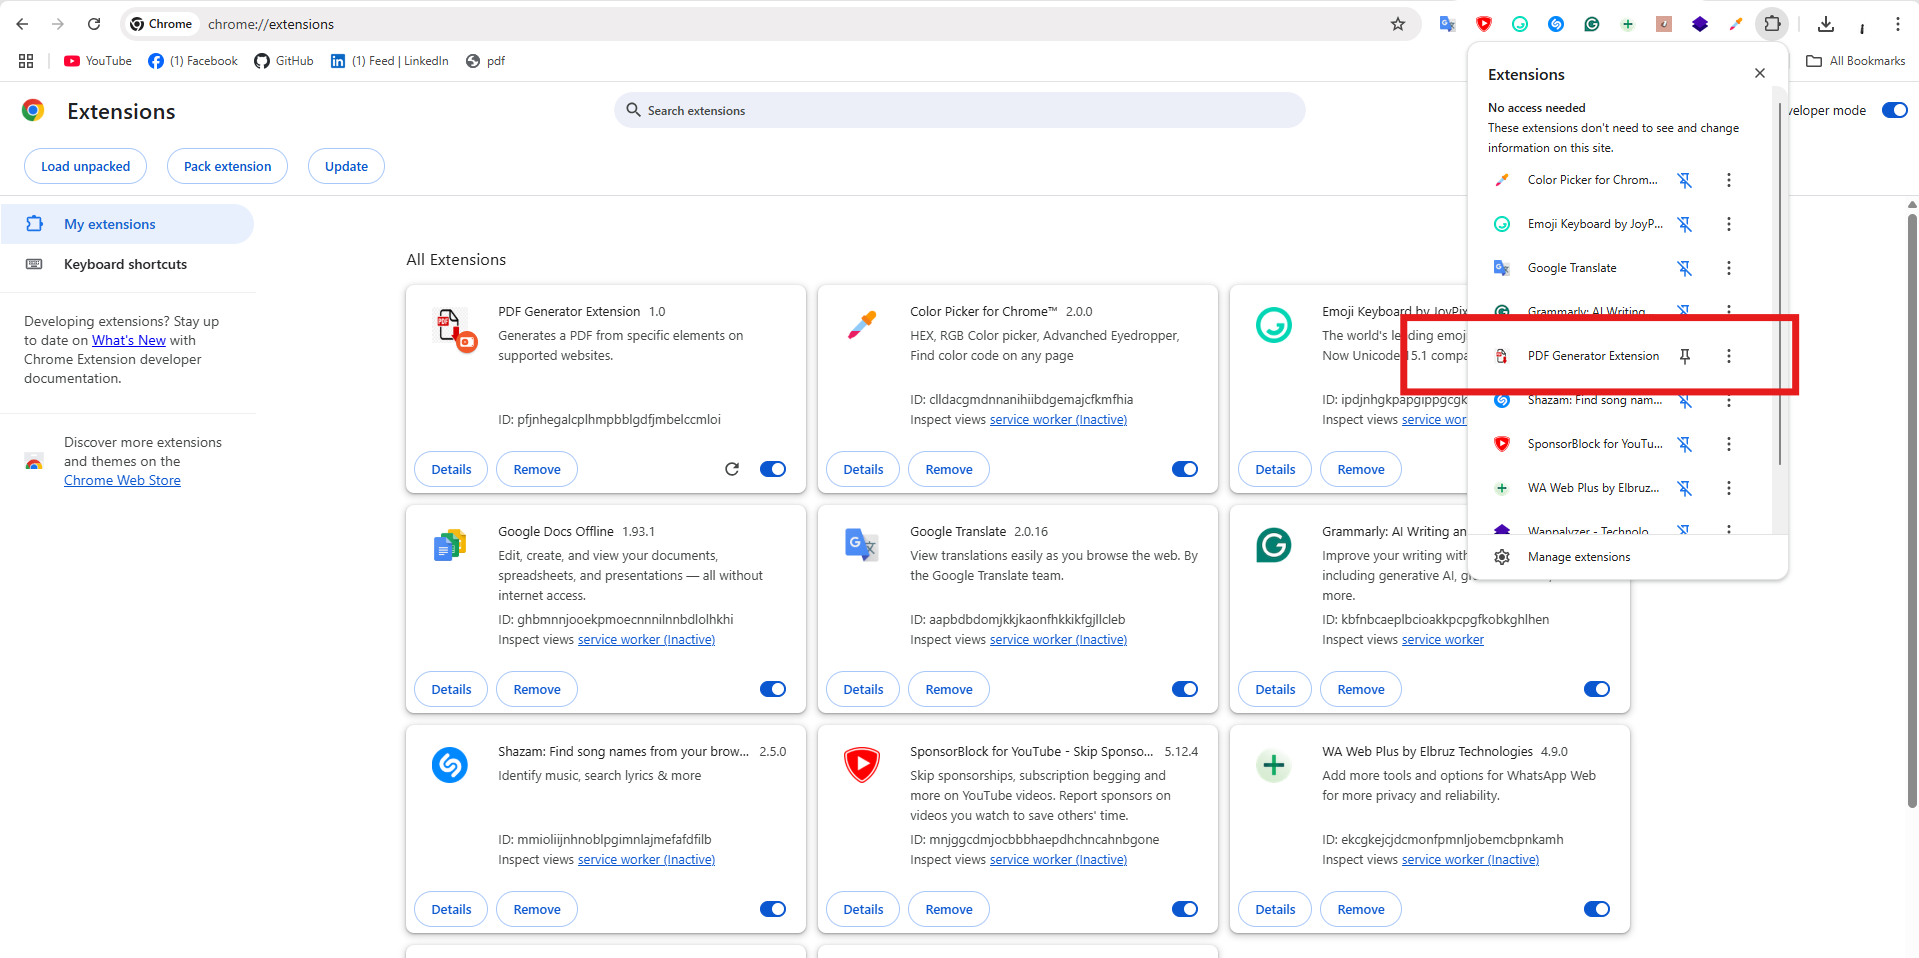 Chrome
chrome://extensions
YouTube
(1) Facebook
GitHub
(1) Feed | LinkedIn
pdf
All Bookmarks
Extensions
Search extensions
veloper mode
Load unpacked
Pack extension
Update
My extensions
Keyboard shortcuts
Developing extensions? Stay up
to date on What's New with
Chrome Extension developer
documentation.
Discover more extensions
and themes on the
Chrome Web Store
All Extensions
PDF Generator Extension 1.0
Generates a PDF from specific elements on
supported websites.
ID: pfjnhegalcplhmpbblgdfjmbelccmloi
Details
Remove
Color Picker for Chrome™ 2.0.0
HEX, RGB Color picker, Advanched Eyedropper,
Find color code on any page
ID: clldacgmdnnanihiibdgemajcfkmfhia
Inspect views service worker (Inactive)
Details
Remove
Emoji Keyboard by JoyPix
The world's leading emoj
Now Unicode 15.1 compa
ID: ipdjnhgkpapgippgcgk
Inspect views service wor
Details
Remove
Google Docs Offline 1.93.1
Edit, create, and view your documents,
spreadsheets, and presentations — all without
internet access.
ID: ghbmnnjooekpmoecnnnilnnbdlolhkhi
Inspect views service worker (Inactive)
Details
Remove
Google Translate 2.0.16
View translations easily as you browse the web. By
the Google Translate team.
ID: aapbdbdomjkkjkaonfhkkikfgjllcleb
Inspect views service worker (Inactive)
Details
Remove
Grammarly: AI Writing an
Improve your writing with
including generative AI, g
more.
ID: kbfnbcaeplbcioakkpcpgfkobkghlhen
Inspect views service worker
Details
Remove
Shazam: Find song names from your brow... 2.5.0
Identify music, search lyrics & more
ID: mmioliijnhnoblpgimnlajmefafdfilb
Inspect views service worker (Inactive)
Details
Remove
SponsorBlock for YouTube - Skip Sponso... 5.12.4
Skip sponsorships, subscription begging and
more on YouTube videos. Report sponsors on
videos you watch to save others' time.
ID: mnjggcdmjocbbbhaepdhchncahnbgone
Inspect views service worker (Inactive)
Details
Remove
WA Web Plus by Elbruz Technologies 4.9.0
Add more tools and options for WhatsApp Web
for more privacy and reliability.
ID: ekcgkejcjdcmonfpmnljobemcbpnkamh
Inspect views service worker (Inactive)
Details
Remove
Extensions
No access needed
These extensions don't need to see and change
information on this site.
Color Picker for Chrom...
Emoji Keyboard by JoyP...
Google Translate
Grammarly: AI Writing
PDF Generator Extension
Shazam: Find song nam...
SponsorBlock for YouTu...
WA Web Plus by Elbruz...
Wappalyzer - Technolo
Manage extensions